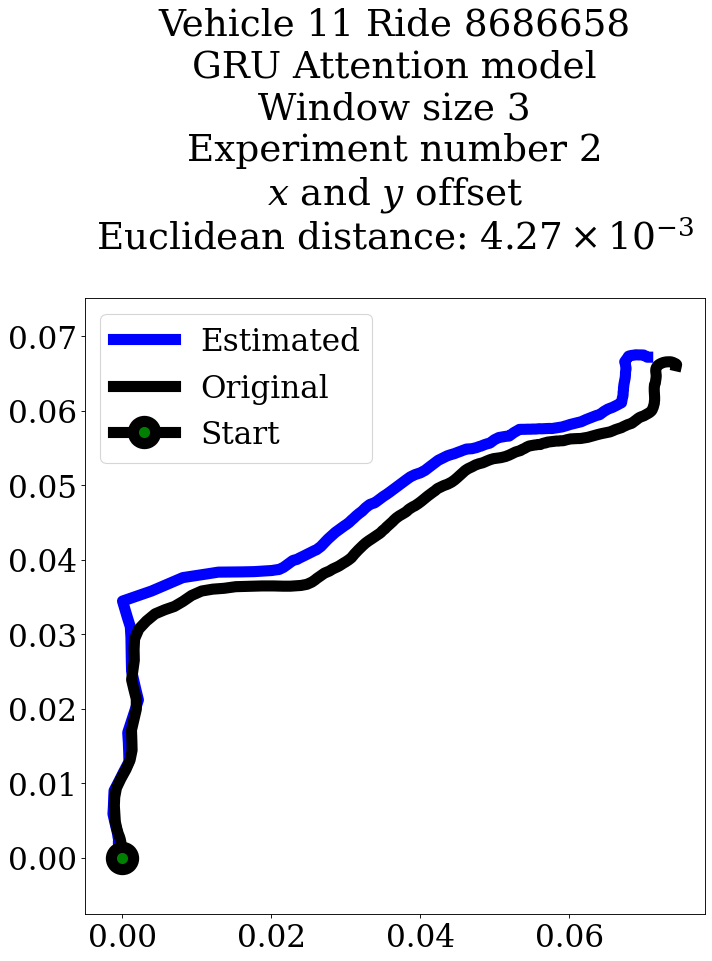 Vehicle 11 Ride 8686658
GRU Attention model
Window size 3
Experiment number 2
x and y offset
Euclidean distance: 4.27 × 10⁻³
Estimated
Original
Start
0.07
0.06
0.05
0.04
0.03
0.02
0.01
0.00
0.00 0.02 0.04 0.06